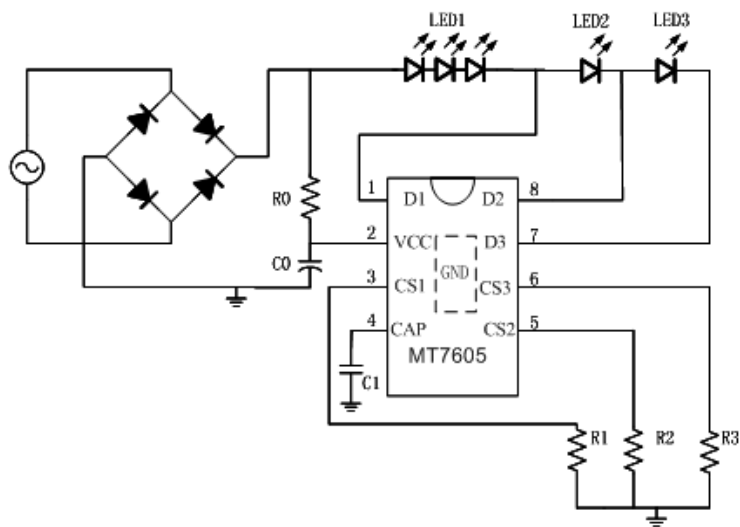 LED1
LED2
LED3
R0
C0
1
D1
D2
8
2
VCC
D3
7
GND
3
CS1
CS3
6
4
CAP
CS2
5
MT7605
C1
R1
R2
R3